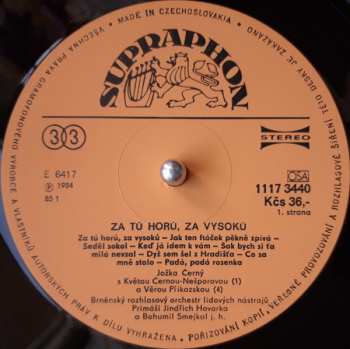 VŠECHNA PRÁVA GRAMOFONOVÉHO VÝROBCE A VLASTNÍKŮ AUTORSKÝCH PRÁV K DÍLU VYHRAZENA. POŘIZOVÁNÍ KOPIÍ, VEŘEJNÉ PROVOZOVÁNÍ A ROZHLASOVÉ ŠÍŘENÍ TÉTO DESKY JE ZAKÁZÁNO
• MADE IN CZECHOSLOVAKIA •
SUPRAPHON
33
STEREO
E 6417
℗ 1984
85 1
OSA
1117 3440
Kčs 36,-
1. strana
ZA TÚ HORÚ, ZA VYSOKÚ
Za tú horú, za vysokú – Jak ten ftáček pěkně zpívá –
Seděl sokol – Keď já idem k vám – Šak bych si ťa
milá nevzal – Dyž sem šel z Hradišťa – Co sa
mně stalo – Padá, padá rosenka
Jožka Černý
s Květou Černou-Nešporovou (1)
a Věrou Příkazskou (4)
Brněnský rozhlasový orchestr lidových nástrojů
Primáši Jindřich Hovorka
a Bohumil Smejkal j. h.